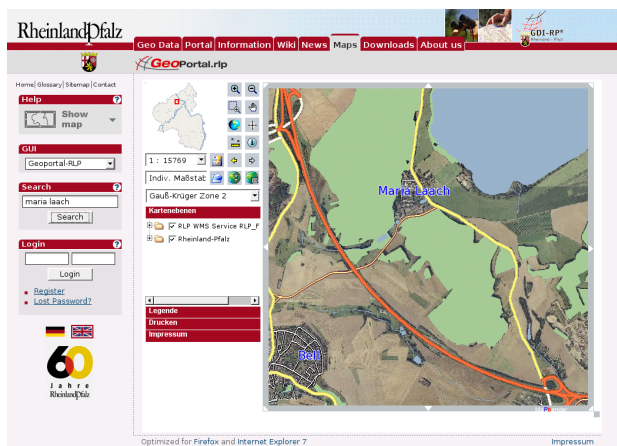 RheinlandPfalz
GDI-RP®
Rheinland-Pfalz
Geo Data Portal Information Wiki News Maps Downloads About us
GeoPortal.rlp
Home| Glossary| Sitemap| Contact
Help ?
Show map
GUI
Geoportal-RLP
Search ?
maria laach
Search
Login ?
Login
Register
Lost Password?
60
Jahre
RheinlandPfalz
1 : 15769
Indiv. Maßstab
Gauß-Krüger Zone 2
Kartenebenen
RLP WMS Service RLP_F
Rheinland-Pfalz
Legende
Drucken
Impressum
Maria Laach
Bell
Optimized for Firefox and Internet Explorer 7
Impressum